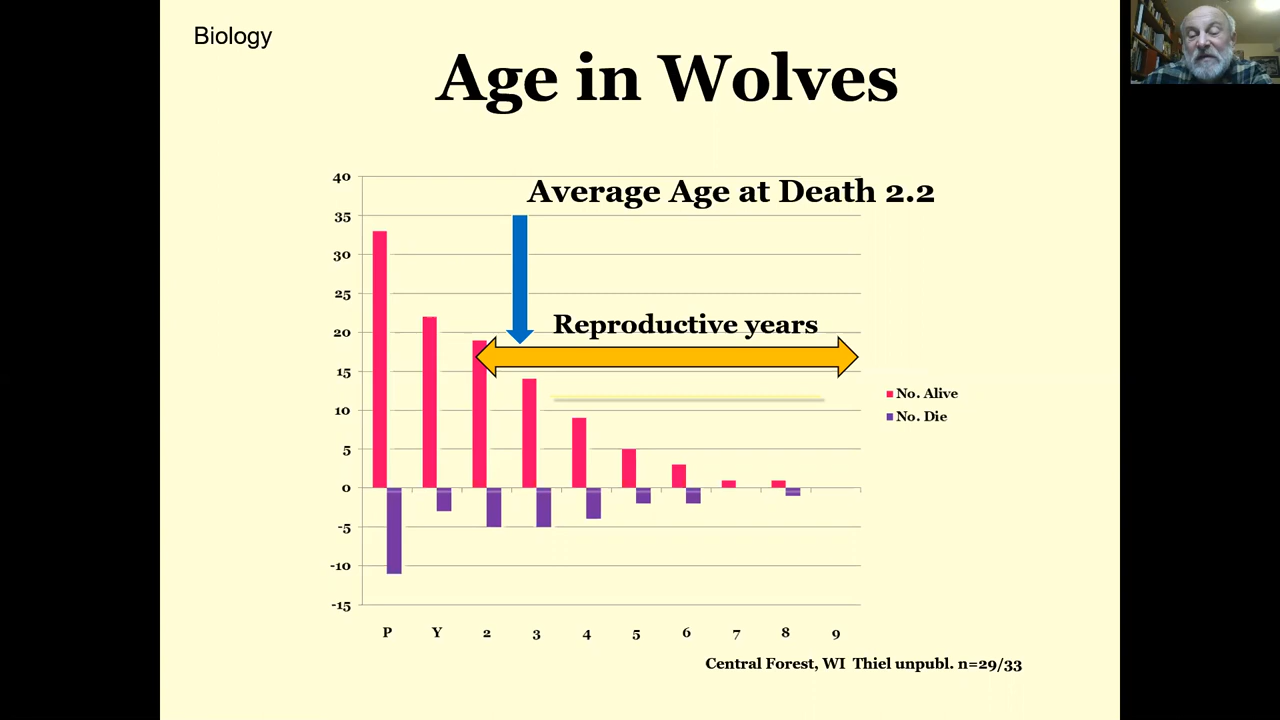 Biology
Age in Wolves
40
Average Age at Death 2.2
35
30
25
20
Reproductive years
15
10
5
0
-5
-10
-15
No. Alive
No. Die
P Y 2 3 4 5 6 7 8 9
Central Forest, WI Thiel unpubl. n=29/33